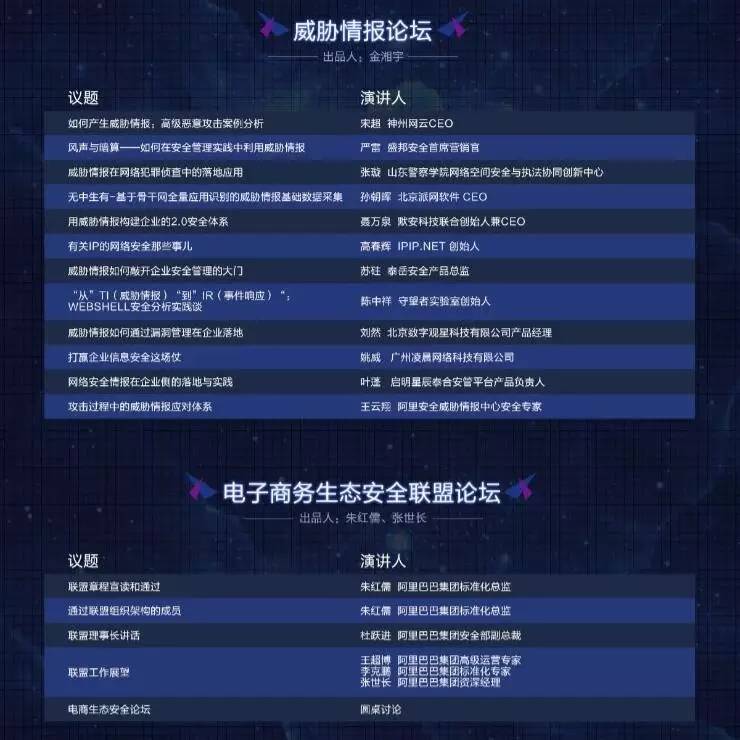 威胁情报论坛
出品人：金湘宇
议题 演讲人
如何产生威胁情报：高级恶意攻击案例分析 宋超 神州网云CEO
风声与暗算——如何在安全管理实践中利用威胁情报 严雷 盛邦安全首席营销官
威胁情报在网络犯罪侦查中的落地应用 张璇 山东警察学院网络空间安全与执法协同创新中心
无中生有-基于骨干网全量应用识别的威胁情报基础数据采集 孙朝晖 北京派网软件 CEO
用威胁情报构建企业的2.0安全体系 聂万泉 默安科技联合创始人兼CEO
有关IP的网络安全那些事儿 高春辉 IPIP.NET 创始人
威胁情报如何敲开企业安全管理的大门 苏砫 泰岳安全产品总监
“从”TI（威胁情报）“到”IR（事件响应）“：
WEBSHELL安全分析实践谈 陈中祥 守望者实验室创始人
威胁情报如何通过漏洞管理在企业落地 刘然 北京数字观星科技有限公司产品经理
打赢企业信息安全这场仗 姚威 广州凌晨网络科技有限公司
网络安全情报在企业侧的落地与实践 叶蓬 启明星辰泰合安管平台产品负责人
攻击过程中的威胁情报应对体系 王云翔 阿里安全威胁情报中心安全专家
电子商务生态安全联盟论坛
出品人：朱红儒、张世长
议题 演讲人
联盟章程宣读和通过 朱红儒 阿里巴巴集团标准化总监
通过联盟组织架构的成员 朱红儒 阿里巴巴集团标准化总监
联盟理事长讲话 杜跃进 阿里巴巴集团安全部副总裁
联盟工作展望 王超博 阿里巴巴集团高级运营专家
李克鹏 阿里巴巴集团标准化专家
张世长 阿里巴巴集团资深经理
电商生态安全论坛 圆桌讨论